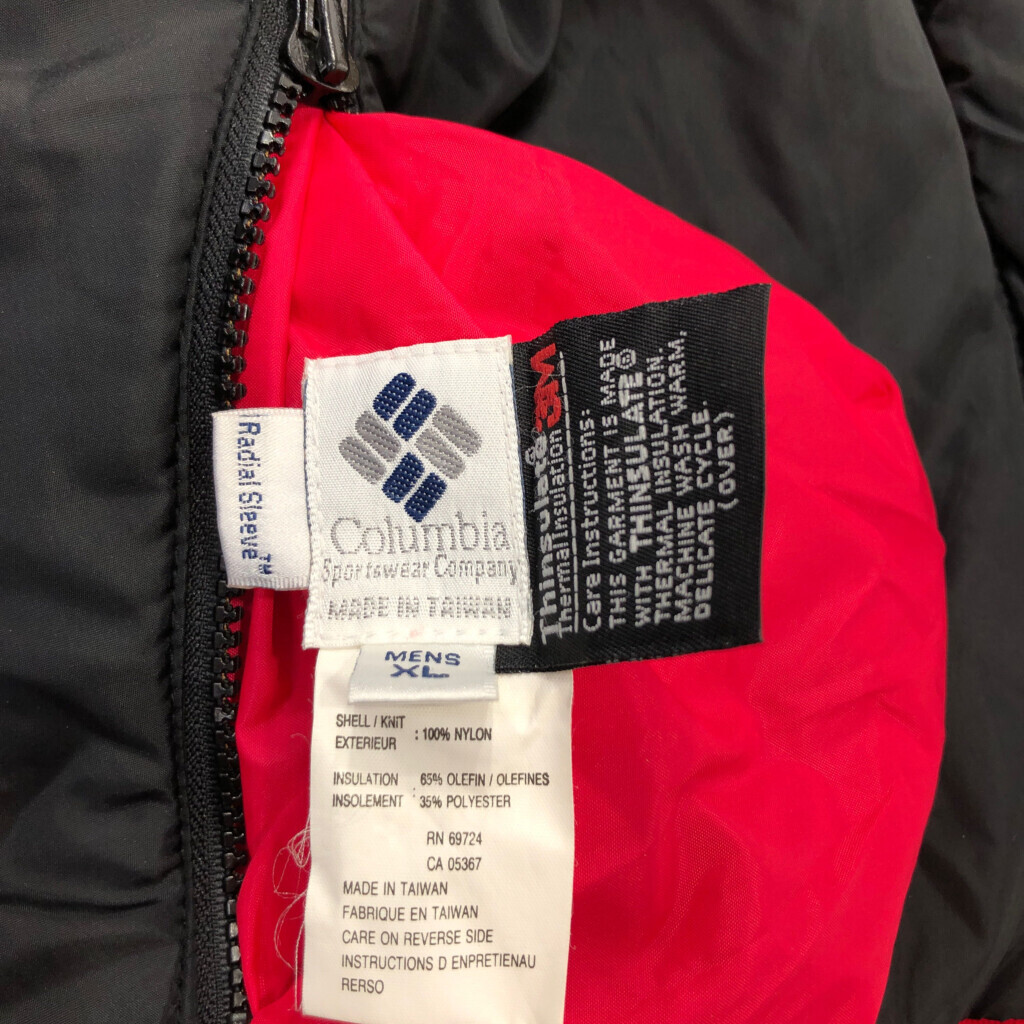 Radial Sleeve™
Columbia
Sportswear Company
MADE IN TAIWAN
Thinsulate® 3M
Thermal Insulation
Care Instructions:
THIS GARMENT IS MADE
WITH THINSULATE®
THERMAL INSULATION.
MACHINE WASH WARM,
DELICATE CYCLE.
(OVER)
MENS
XL
SHELL / KNIT
EXTERIEUR : 100% NYLON
INSULATION 65% OLEFIN / OLEFINES
INSOLEMENT : 35% POLYESTER
RN 69724
CA 05367
MADE IN TAIWAN
FABRIQUE EN TAIWAN
CARE ON REVERSE SIDE
INSTRUCTIONS D ENPRETIENAU
RERSO